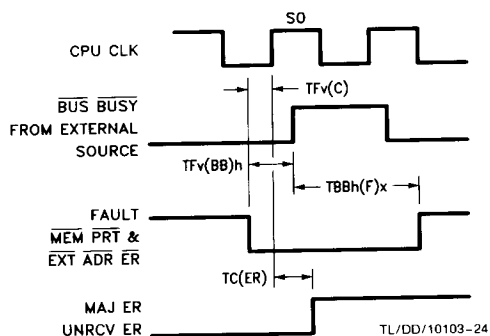 S0
CPU CLK
TFv(C)
BUS BUSY
FROM EXTERNAL
SOURCE
TFv(BB)h
TBBh(F)x
FAULT
MEM PRT &
EXT ADR ER
TC(ER)
MAJ ER
UNRCV ER
TL/DD/10103-24